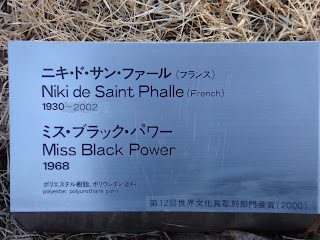 ニキ・ド・サン・ファール(フランス)
Niki de Saint Phalle (French)
1930-2002
ミス・ブラック・パワー
Miss Black Power
1968
ポリエステル樹脂、ポリウレタン塗料
polyester, polyurethane paint
第12回世界文化賞彫刻部門受賞(2000)